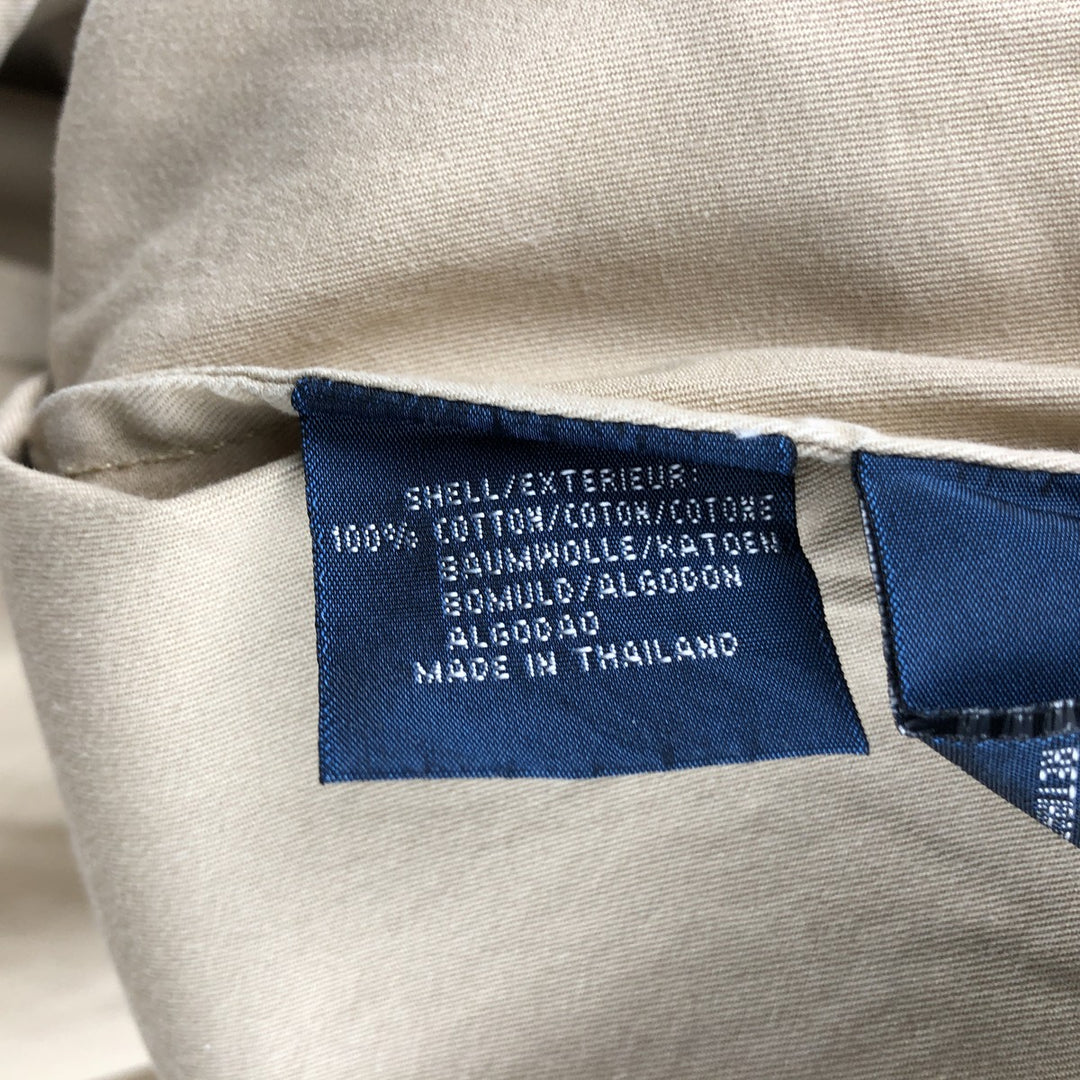 SHELL/EXTERIEUR:
100% COTTON/COTON/COTONE
BAUMWOLLE/KATOEN
BOMULD/ALGODON
ALGODAO
MADE IN THAILAND